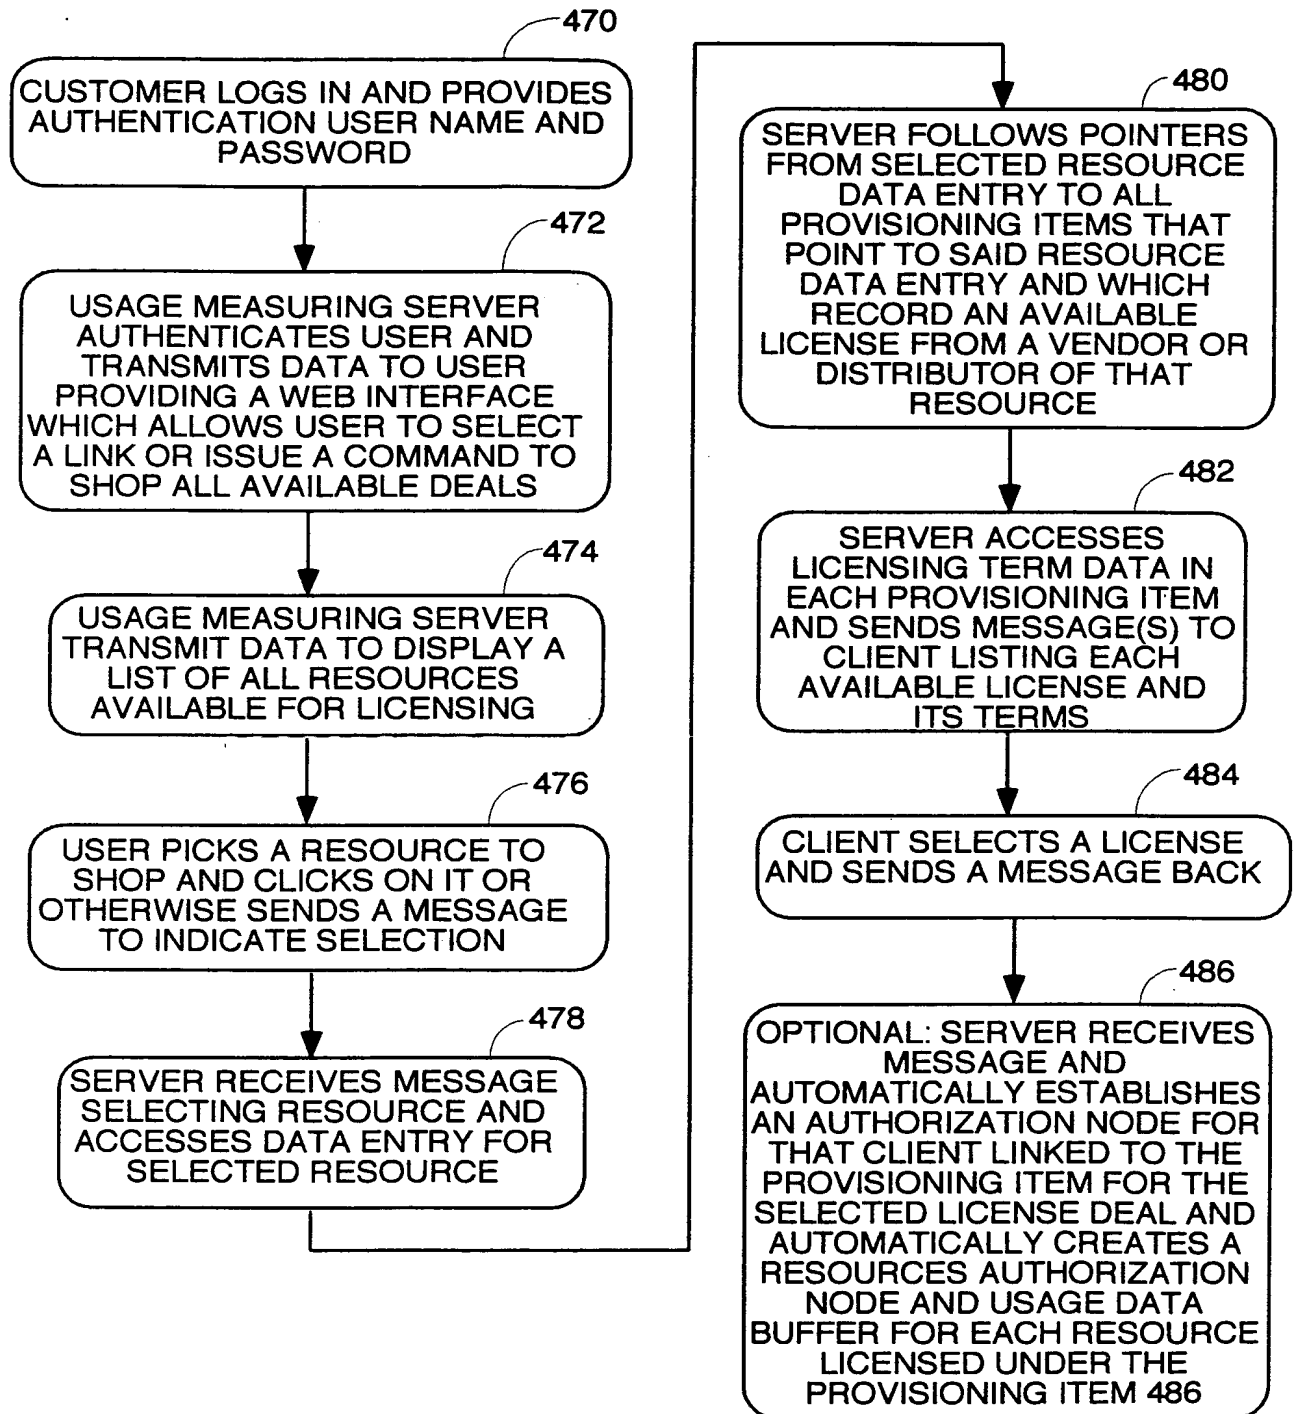 470
CUSTOMER LOGS IN AND PROVIDES
AUTHENTICATION USER NAME AND
PASSWORD
472
USAGE MEASURING SERVER
AUTHENTICATES USER AND
TRANSMITS DATA TO USER
PROVIDING A WEB INTERFACE
WHICH ALLOWS USER TO SELECT
A LINK OR ISSUE A COMMAND TO
SHOP ALL AVAILABLE DEALS
474
USAGE MEASURING SERVER
TRANSMIT DATA TO DISPLAY A
LIST OF ALL RESOURCES
AVAILABLE FOR LICENSING
476
USER PICKS A RESOURCE TO
SHOP AND CLICKS ON IT OR
OTHERWISE SENDS A MESSAGE
TO INDICATE SELECTION
478
SERVER RECEIVES MESSAGE
SELECTING RESOURCE AND
ACCESSES DATA ENTRY FOR
SELECTED RESOURCE
480
SERVER FOLLOWS POINTERS
FROM SELECTED RESOURCE
DATA ENTRY TO ALL
PROVISIONING ITEMS THAT
POINT TO SAID RESOURCE
DATA ENTRY AND WHICH
RECORD AN AVAILABLE
LICENSE FROM A VENDOR OR
DISTRIBUTOR OF THAT
RESOURCE
482
SERVER ACCESSES
LICENSING TERM DATA IN
EACH PROVISIONING ITEM
AND SENDS MESSAGE(S) TO
CLIENT LISTING EACH
AVAILABLE LICENSE AND
ITS TERMS
484
CLIENT SELECTS A LICENSE
AND SENDS A MESSAGE BACK
486
OPTIONAL: SERVER RECEIVES
MESSAGE AND
AUTOMATICALLY ESTABLISHES
AN AUTHORIZATION NODE FOR
THAT CLIENT LINKED TO THE
PROVISIONING ITEM FOR THE
SELECTED LICENSE DEAL AND
AUTOMATICALLY CREATES A
RESOURCES AUTHORIZATION
NODE AND USAGE DATA
BUFFER FOR EACH RESOURCE
LICENSED UNDER THE
PROVISIONING ITEM 486